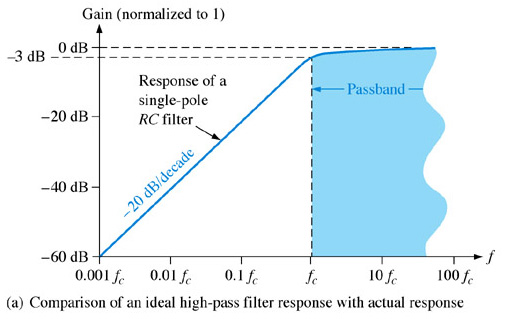 Gain (normalized to 1)
0 dB
–3 dB
Response of a
single-pole
RC filter
Passband
–20 dB
–20 dB/decade
–40 dB
–60 dB
f
0.001 fc 0.01 fc 0.1 fc fc 10 fc 100 fc
(a) Comparison of an ideal high-pass filter response with actual response